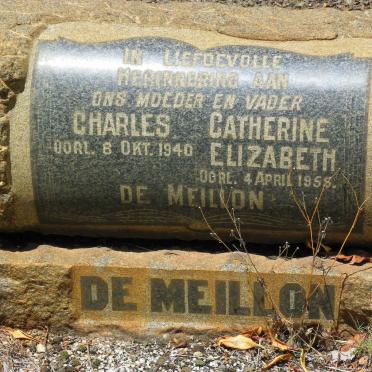 IN LIEFDEVOLLE
HERINNERING AAN
ONS MOEDER EN VADER
CHARLES
OORL. 8 OKT. 1940
CATHERINE
ELIZABETH
OORL. 4 APRIL 1955.
DE MEILLON
DE MEILLON